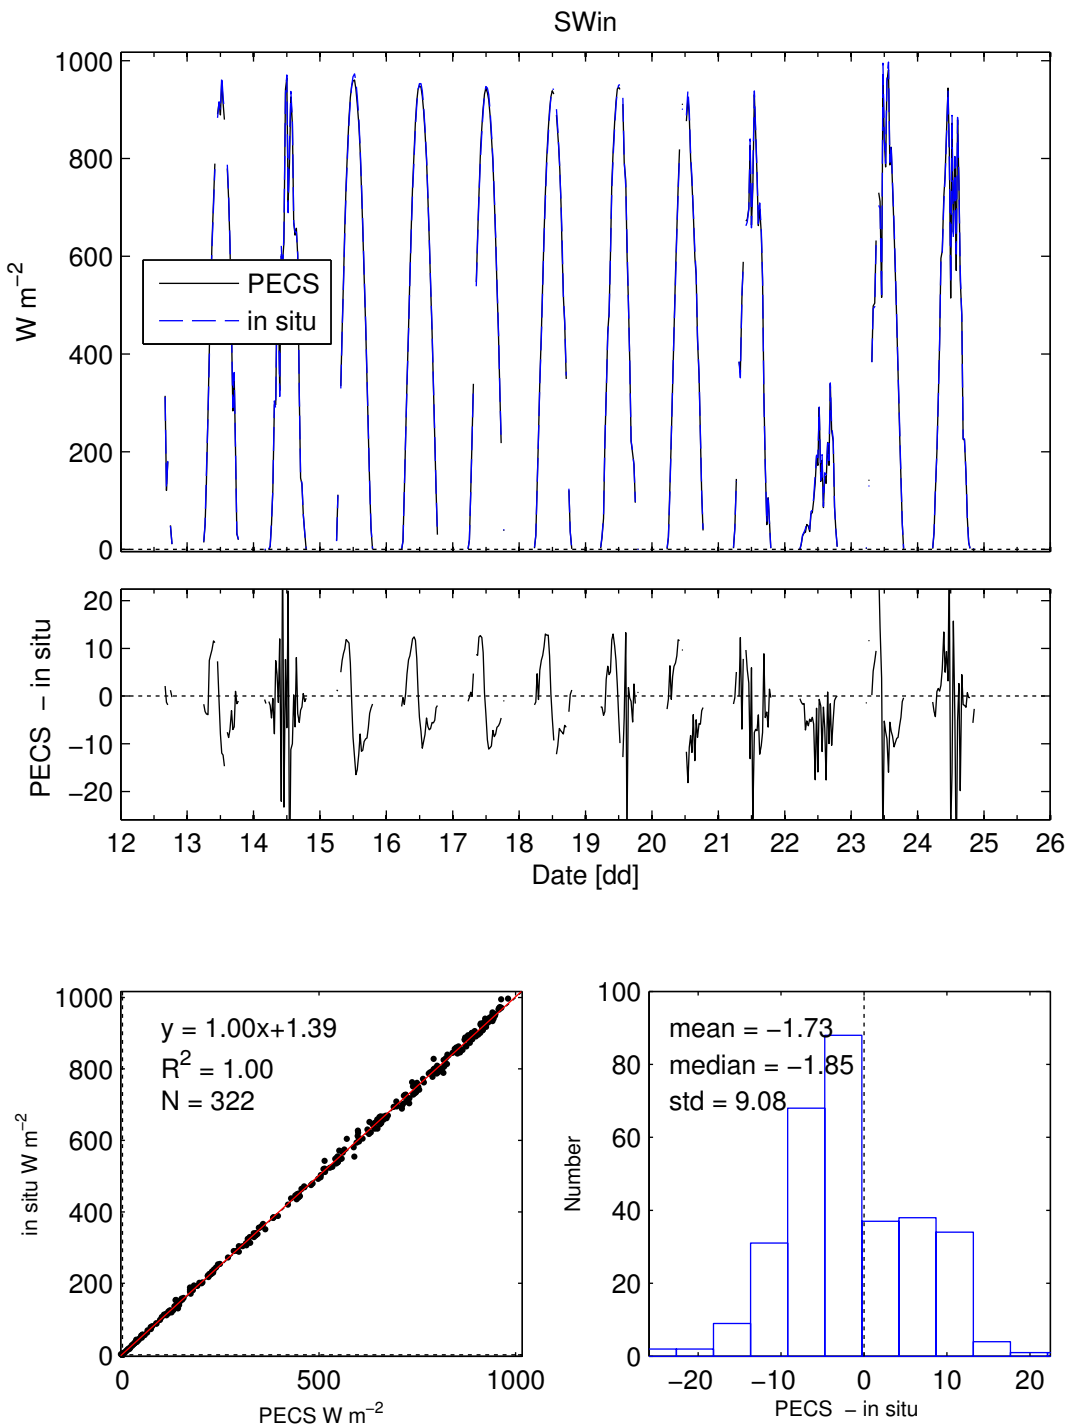 SWin
1000
800
600
400
200
0
W m−2
PECS
in situ
20
10
0
−10
−20
PECS − in situ
12 13 14 15 16 17 18 19 20 21 22 23 24 25 26
Date [dd]
1000
800
600
400
200
0
in situ W m−2
y = 1.00x+1.39
R2 = 1.00
N = 322
0 500 1000
PECS W m−2
100
80
60
40
20
0
Number
mean = −1.73
median = −1.85
std = 9.08
−20 −10 0 10 20
PECS − in situ